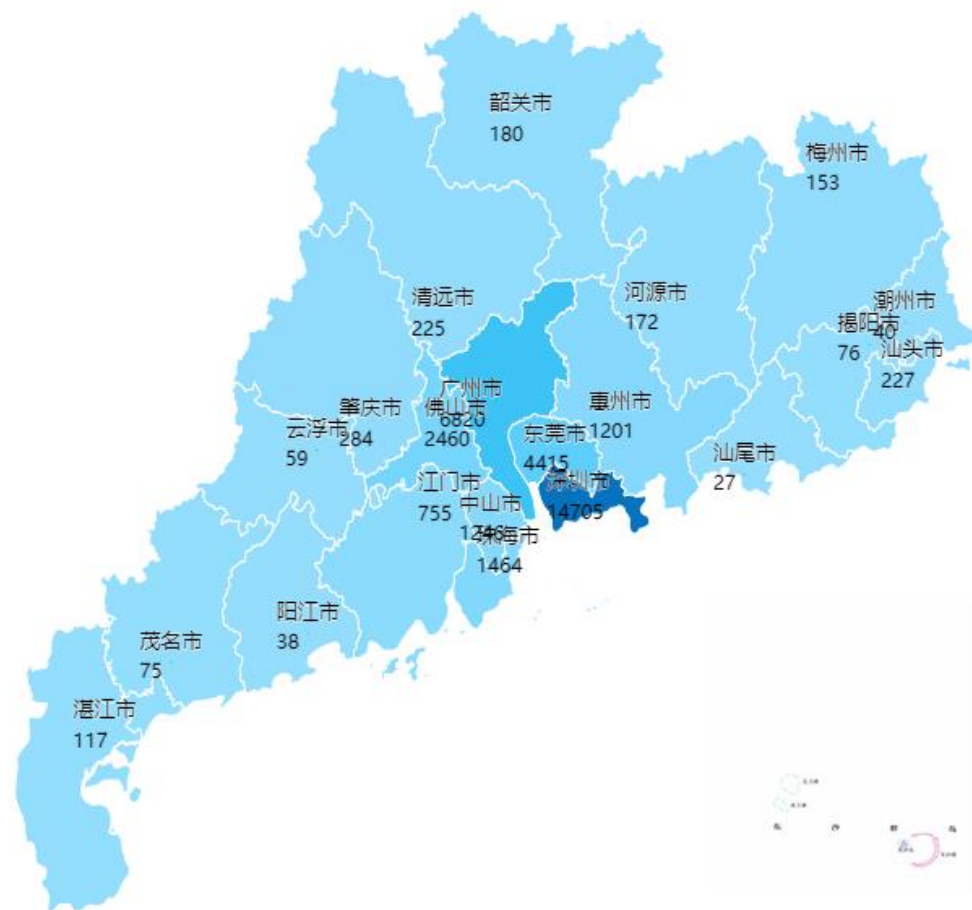 韶关市
180
梅州市
153
清远市
225
河源市
172
潮州市
40
揭阳市
76
汕头市
227
广州市
6820
佛山市
2460
肇庆市
284
云浮市
59
惠州市
1201
东莞市
4415
汕尾市
27
深圳市
14705
江门市
755
中山市
珠海市
1464
阳江市
38
茂名市
75
湛江市
117
东 沙 群 岛